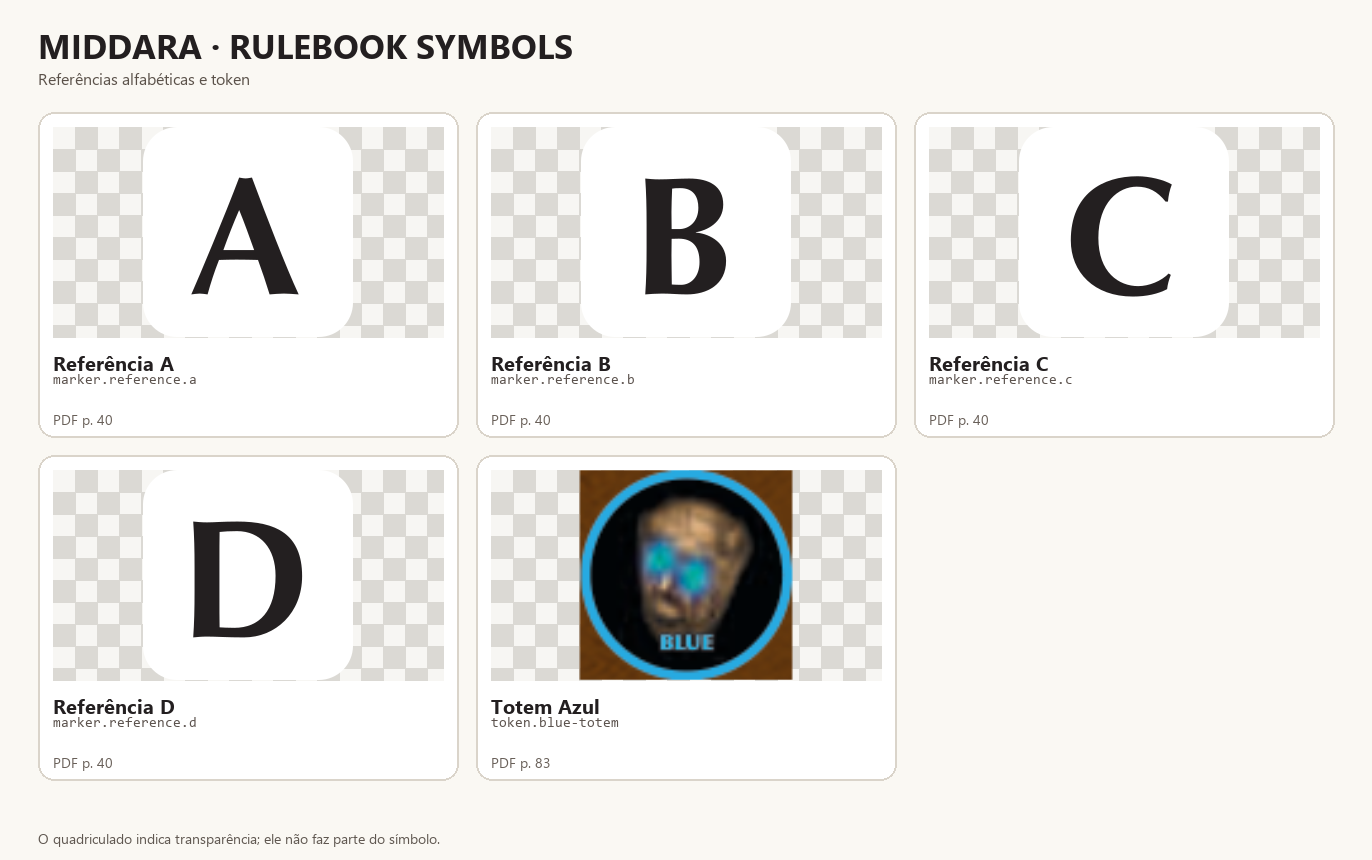 MIDDARA · RULEBOOK SYMBOLS
Referências alfabéticas e token
A
Referência A
marker.reference.a
PDF p. 40
B
Referência B
marker.reference.b
PDF p. 40
C
Referência C
marker.reference.c
PDF p. 40
D
Referência D
marker.reference.d
PDF p. 40
BLUE
Totem Azul
token.blue-totem
PDF p. 83
O quadriculado indica transparência; ele não faz parte do símbolo.